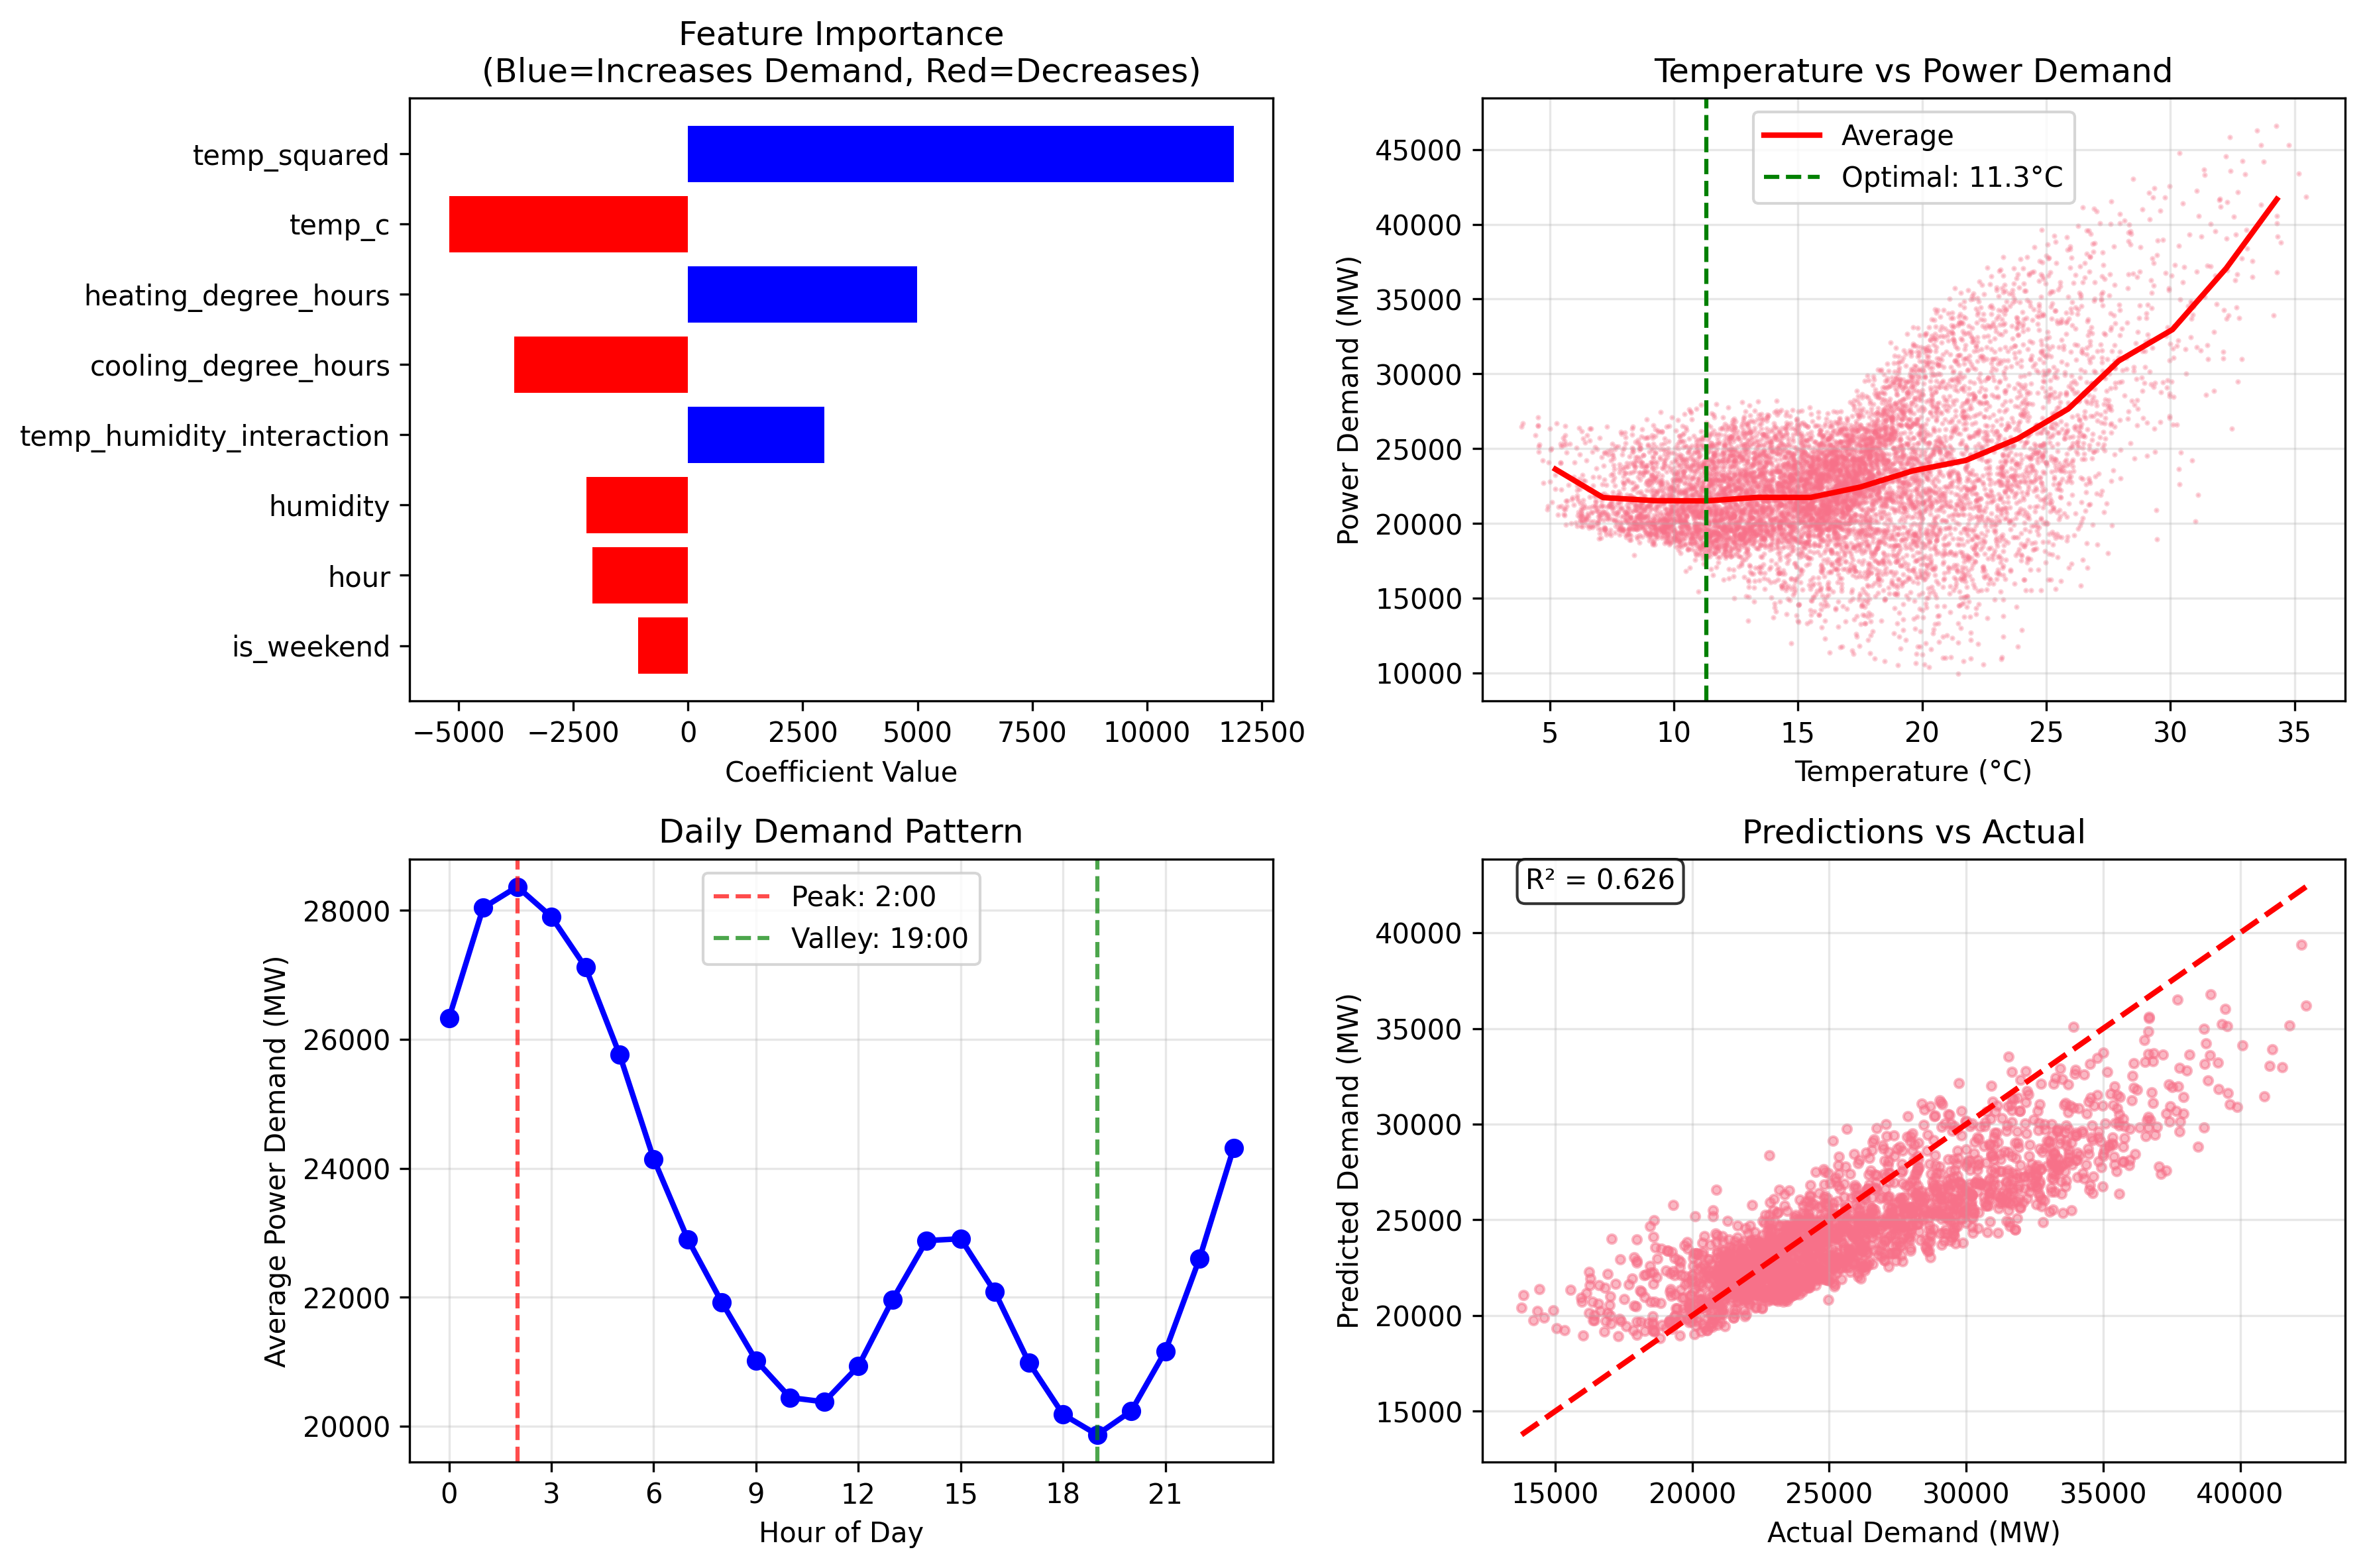 Feature Importance
(Blue=Increases Demand, Red=Decreases)
temp_squared
temp_c
heating_degree_hours
cooling_degree_hours
temp_humidity_interaction
humidity
hour
is_weekend
−5000 −2500 0 2500 5000 7500 10000 12500
Coefficient Value
Temperature vs Power Demand
Average
Optimal: 11.3°C
Power Demand (MW)
45000
40000
35000
30000
25000
20000
15000
10000
5 10 15 20 25 30 35
Temperature (°C)
Daily Demand Pattern
Peak: 2:00
Valley: 19:00
Average Power Demand (MW)
28000
26000
24000
22000
20000
0 3 6 9 12 15 18 21
Hour of Day
Predictions vs Actual
R² = 0.626
Predicted Demand (MW)
40000
35000
30000
25000
20000
15000
15000 20000 25000 30000 35000 40000
Actual Demand (MW)